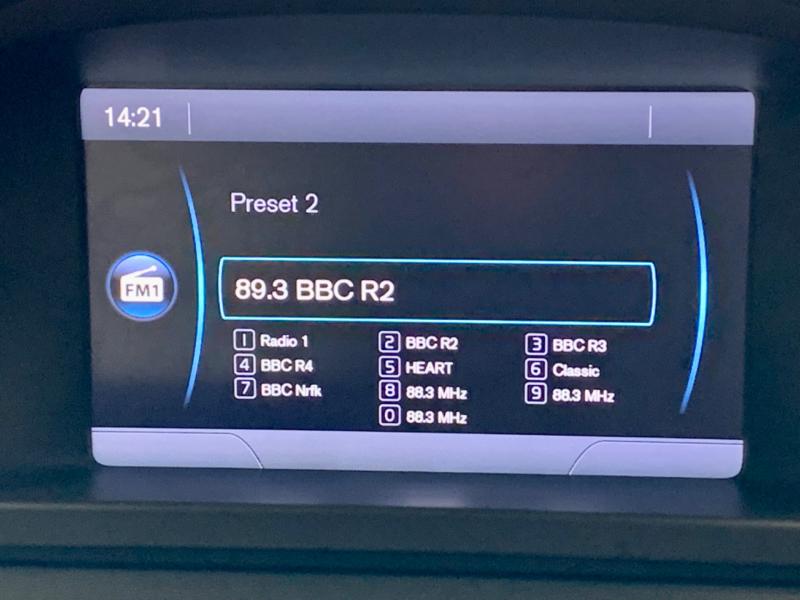 14:21
Preset 2
FM1
89.3 BBC R2
1 Radio 1 2 BBC R2 3 BBC R3
4 BBC R4 5 HEART 6 Classic
7 BBC Nrflk 8 88.3 MHz 9 88.3 MHz
0 88.3 MHz